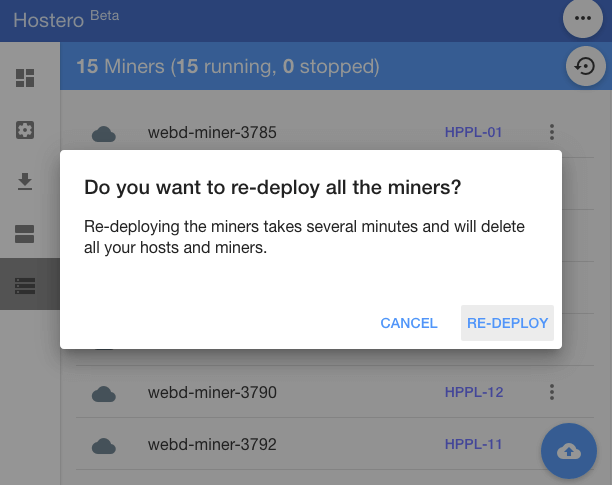 Hostero Beta
15 Miners (15 running, 0 stopped)
webd-miner-3785 HPPL-01
Do you want to re-deploy all the miners?
Re-deploying the miners takes several minutes and will delete
all your hosts and miners.
CANCEL RE-DEPLOY
webd-miner-3790 HPPL-12
webd-miner-3792 HPPL-11